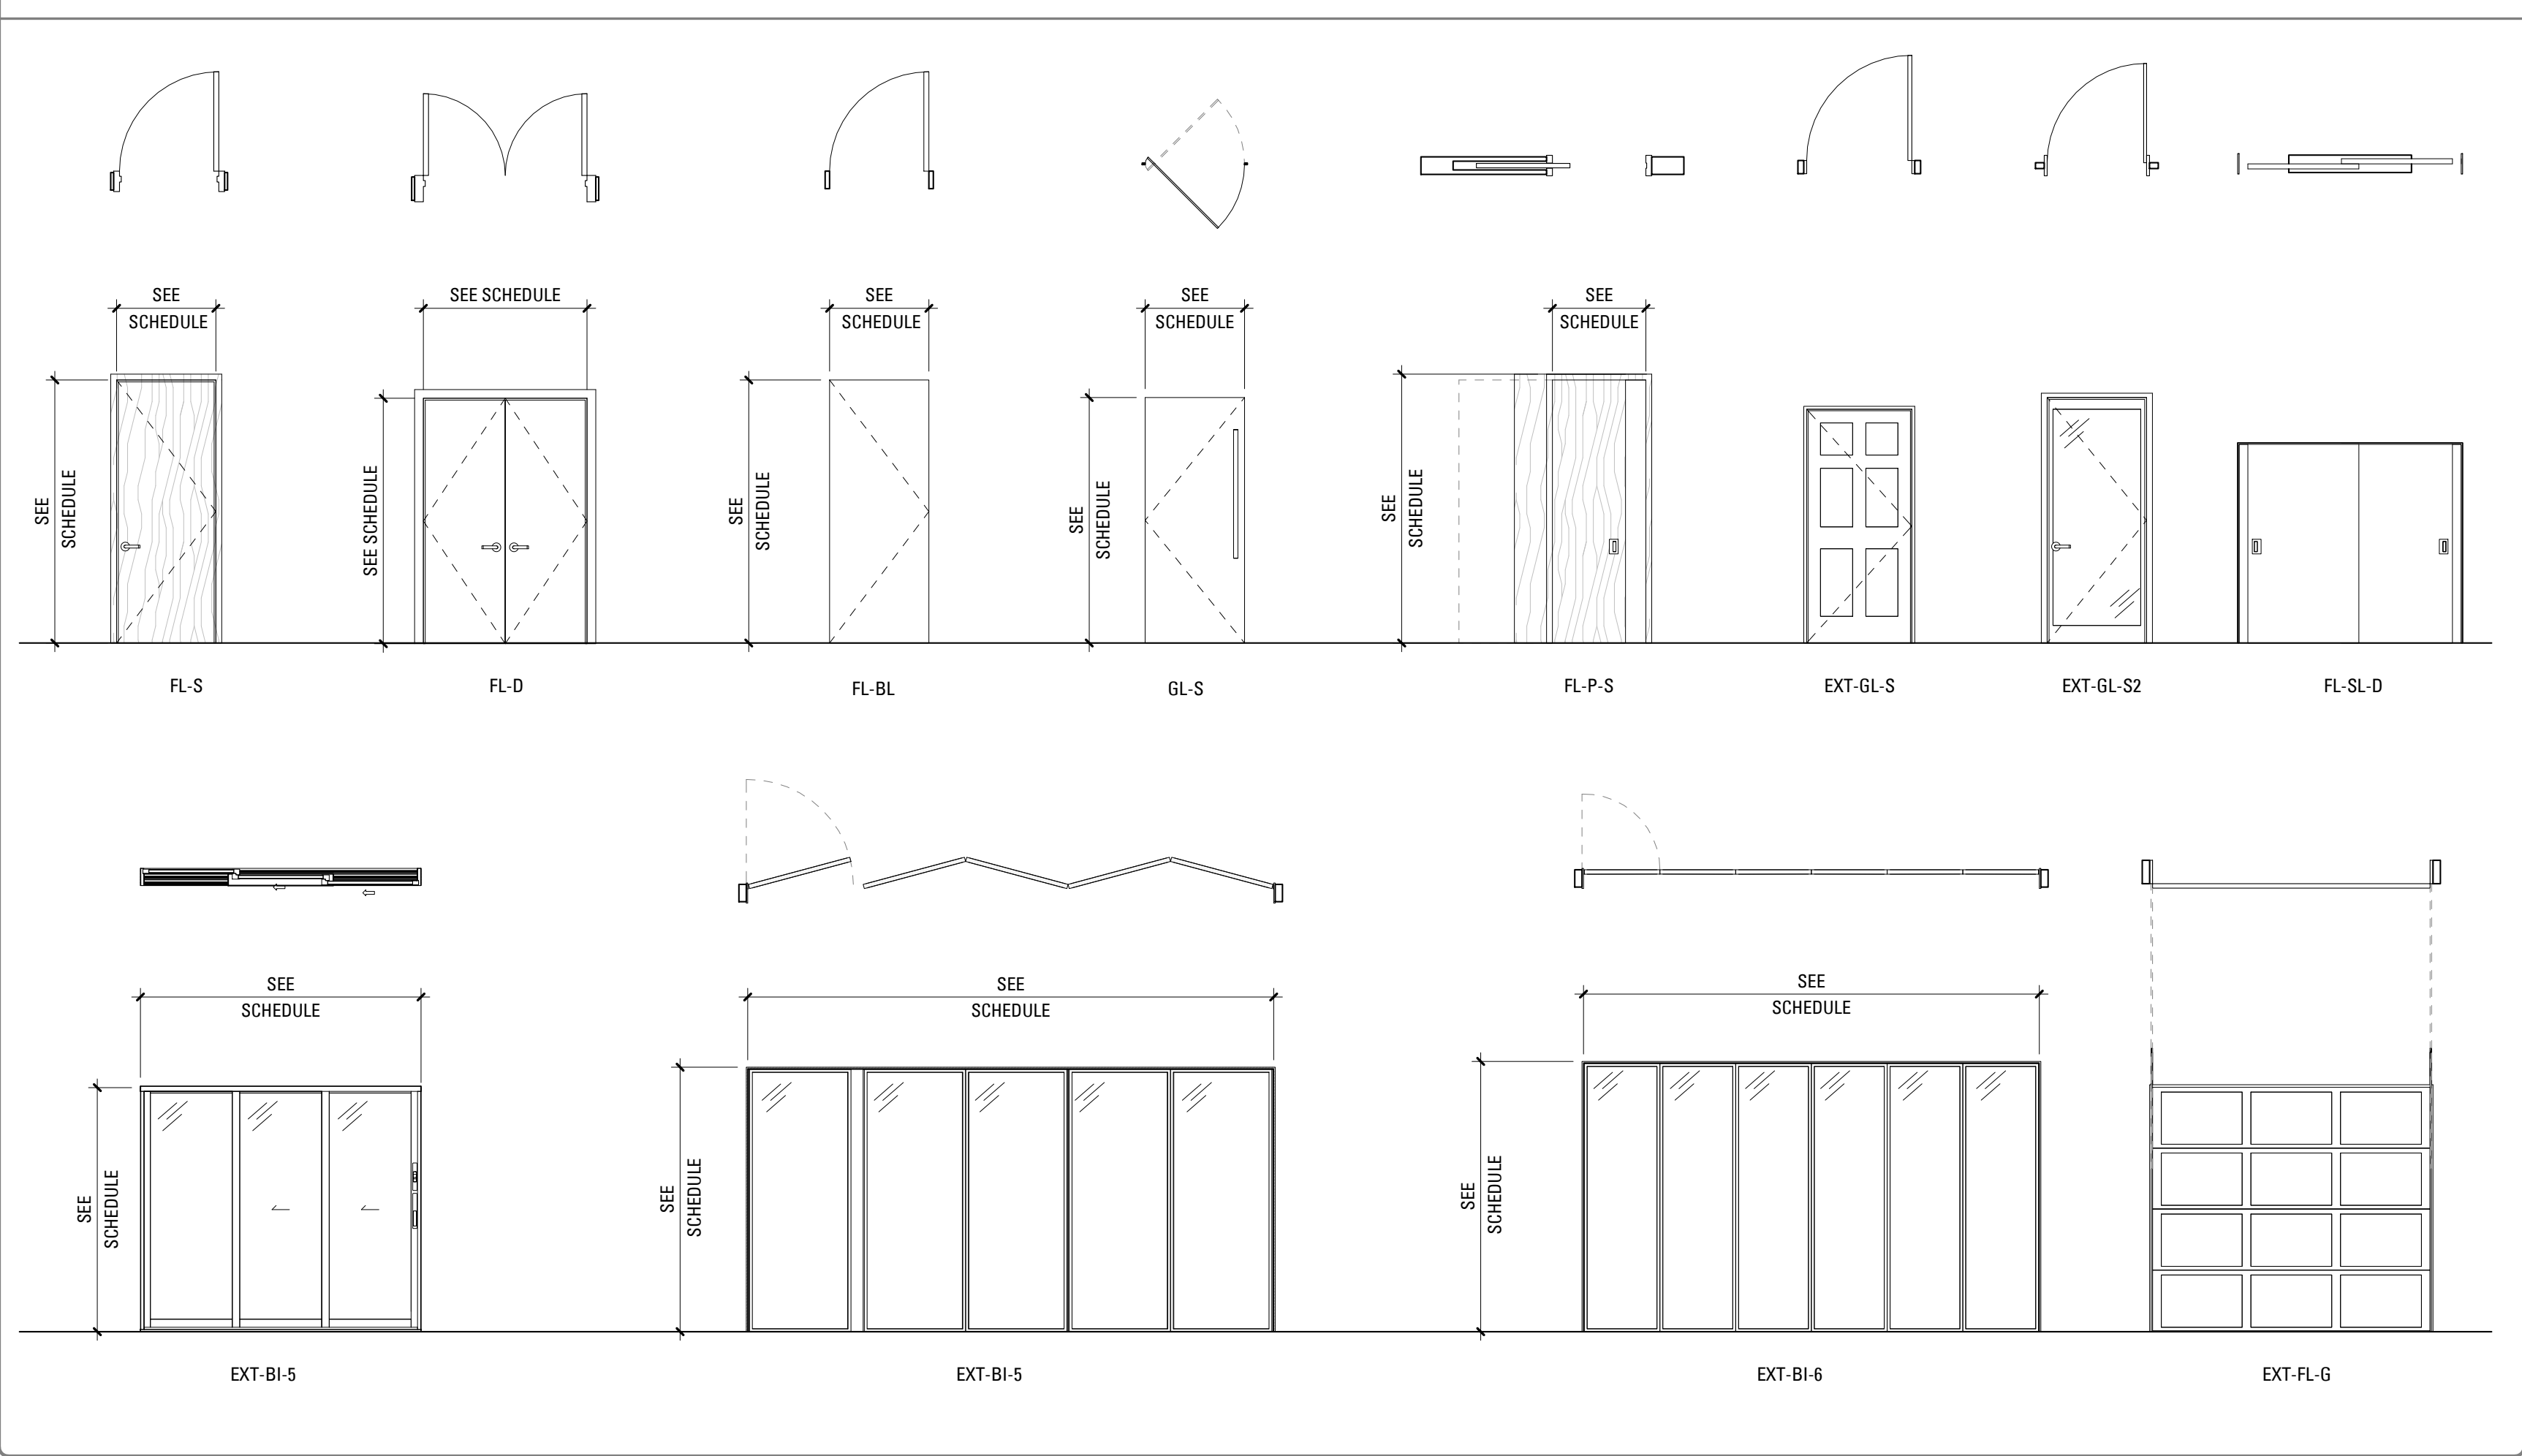 SEE
SCHEDULE
SEE SCHEDULE
SEE
SCHEDULE
SEE
SCHEDULE
SEE
SCHEDULE
SEE
SCHEDULE
SEE SCHEDULE
SEE
SCHEDULE
SEE
SCHEDULE
SEE
SCHEDULE
FL-S
FL-D
FL-BL
GL-S
FL-P-S
EXT-GL-S
EXT-GL-S2
FL-SL-D
SEE
SCHEDULE
SEE
SCHEDULE
SEE
SCHEDULE
SEE
SCHEDULE
SEE
SCHEDULE
SEE
SCHEDULE
EXT-BI-5
EXT-BI-5
EXT-BI-6
EXT-FL-G